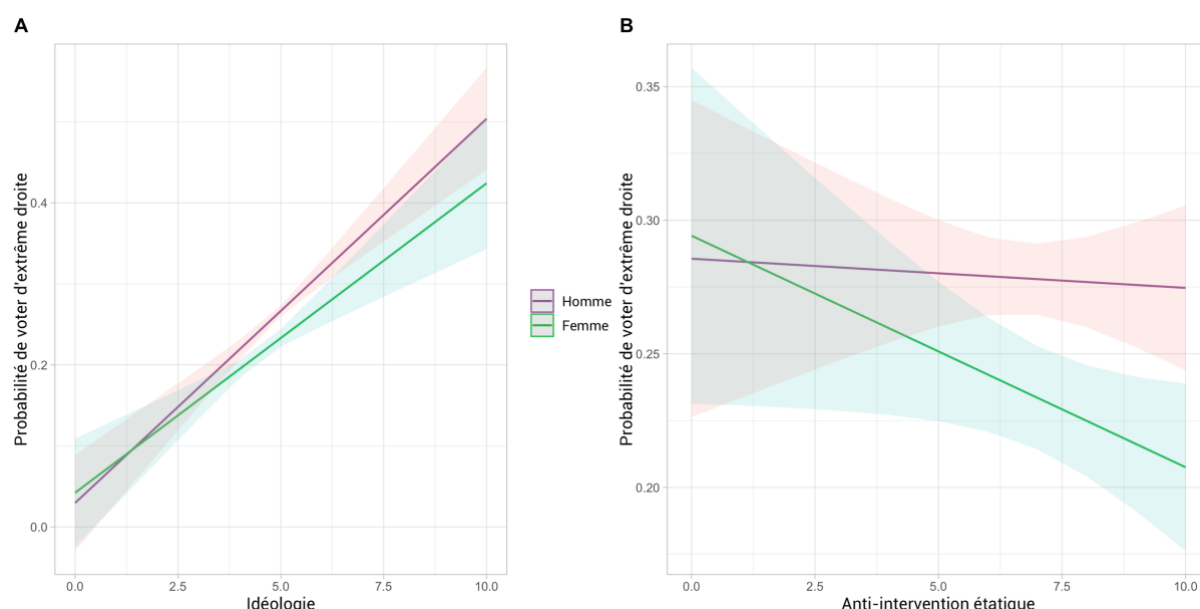 A
Probabilité de voter d'extrême droite
0.4
0.2
0.0
0.0
2.5
5.0
7.5
10.0
Idéologie
Homme
Femme
B
Probabilité de voter d'extrême droite
0.35
0.30
0.25
0.20
0.0
2.5
5.0
7.5
10.0
Anti-intervention étatique